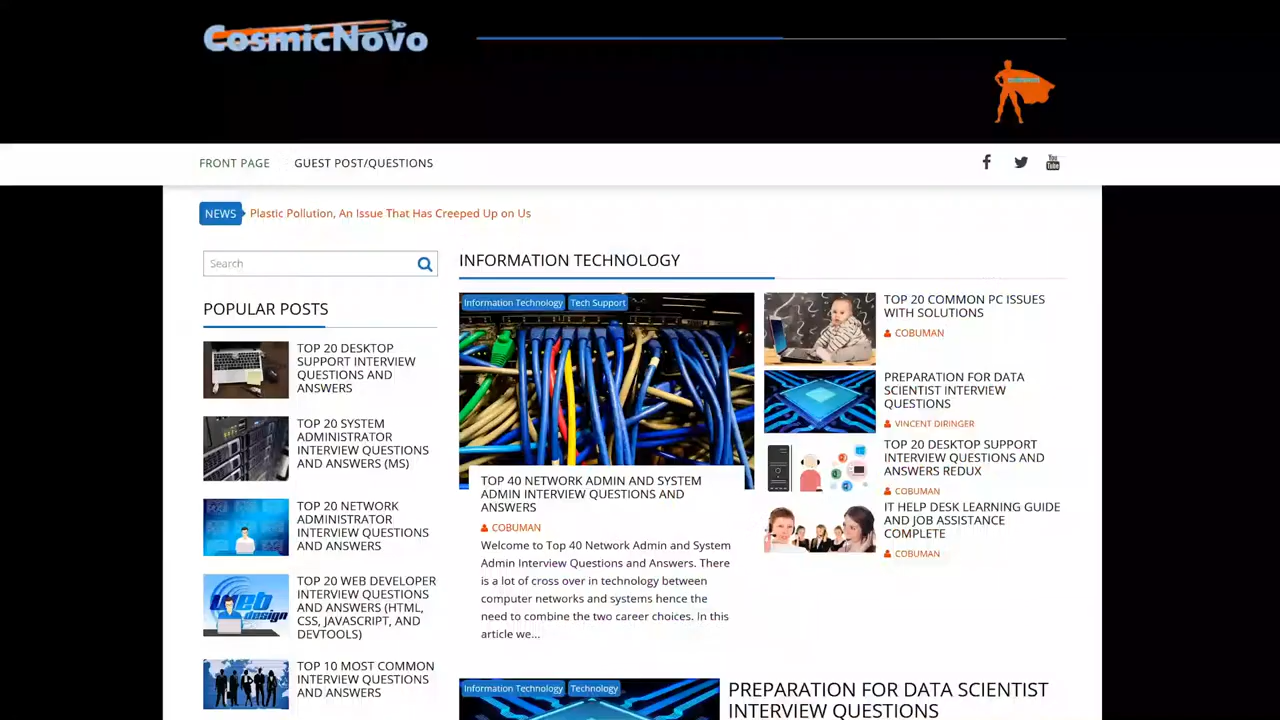 CosmicNovo
FRONT PAGE
GUEST POST/QUESTIONS
You
Tube
NEWS
Plastic Pollution, An Issue That Has Creeped Up on Us
Search
POPULAR POSTS
TOP 20 DESKTOP
SUPPORT INTERVIEW
QUESTIONS AND
ANSWERS
TOP 20 SYSTEM
ADMINISTRATOR
INTERVIEW QUESTIONS
AND ANSWERS (MS)
TOP 20 NETWORK
ADMINISTRATOR
INTERVIEW QUESTIONS
AND ANSWERS
web
design
TOP 20 WEB DEVELOPER
INTERVIEW QUESTIONS
AND ANSWERS (HTML,
CSS, JAVASCRIPT, AND
DEVTOOLS)
TOP 10 MOST COMMON
INTERVIEW QUESTIONS
AND ANSWERS
INFORMATION TECHNOLOGY
Information Technology
Tech Support
TOP 40 NETWORK ADMIN AND SYSTEM
ADMIN INTERVIEW QUESTIONS AND
ANSWERS
COBUMAN
Welcome to Top 40 Network Admin and System
Admin Interview Questions and Answers. There
is a lot of cross over in technology between
computer networks and systems hence the
need to combine the two career choices. In this
article we...
TOP 20 COMMON PC ISSUES
WITH SOLUTIONS
COBUMAN
PREPARATION FOR DATA
SCIENTIST INTERVIEW
QUESTIONS
VINCENT DIRINGER
TOP 20 DESKTOP SUPPORT
INTERVIEW QUESTIONS AND
ANSWERS REDUX
COBUMAN
IT HELP DESK LEARNING GUIDE
AND JOB ASSISTANCE
COMPLETE
COBUMAN
Information Technology
Technology
PREPARATION FOR DATA SCIENTIST
INTERVIEW QUESTIONS